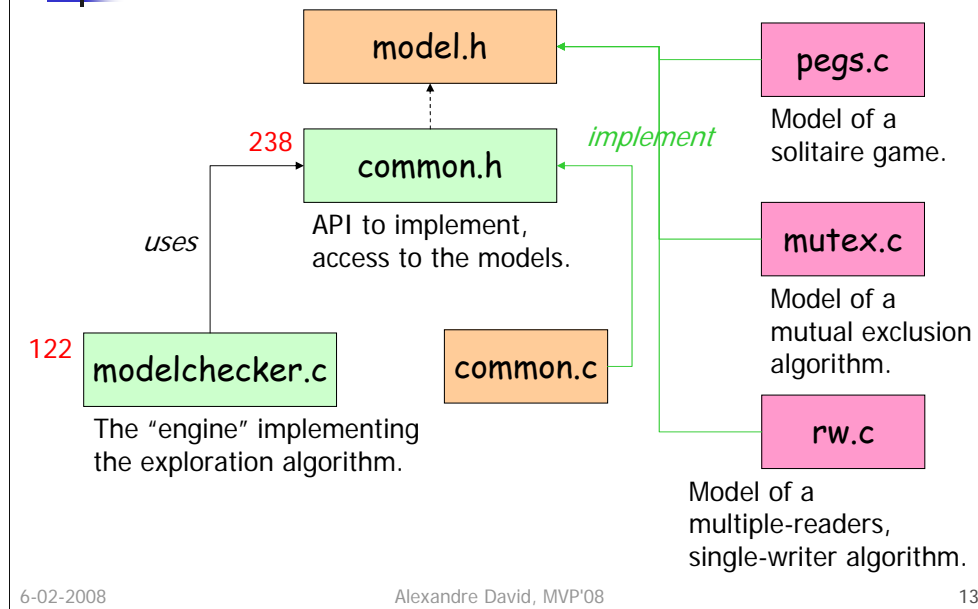 model.h
pegs.c
Model of a
solitaire game.
238
implement
common.h
API to implement,
access to the models.
uses
mutex.c
Model of a
mutual exclusion
algorithm.
122
modelchecker.c
common.c
The “engine” implementing
the exploration algorithm.
rw.c
Model of a
multiple-readers,
single-writer algorithm.
6-02-2008
Alexandre David, MVP'08
13